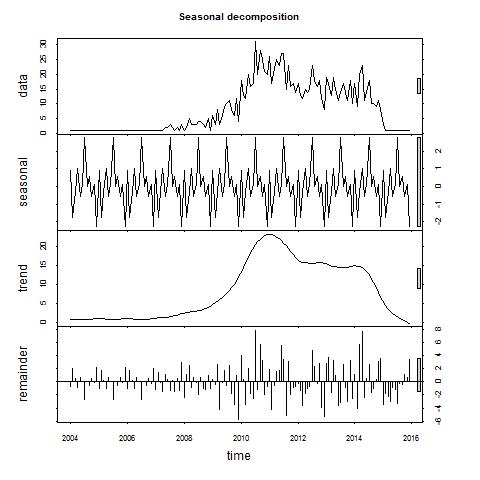 Seasonal decomposition
data
0 5 10 15 20 25 30
seasonal
-2 -1 0 1 2
trend
0 5 10 15 20
remainder
-6 -4 -2 0 2 4 6 8
2004 2006 2008 2010 2012 2014 2016
time